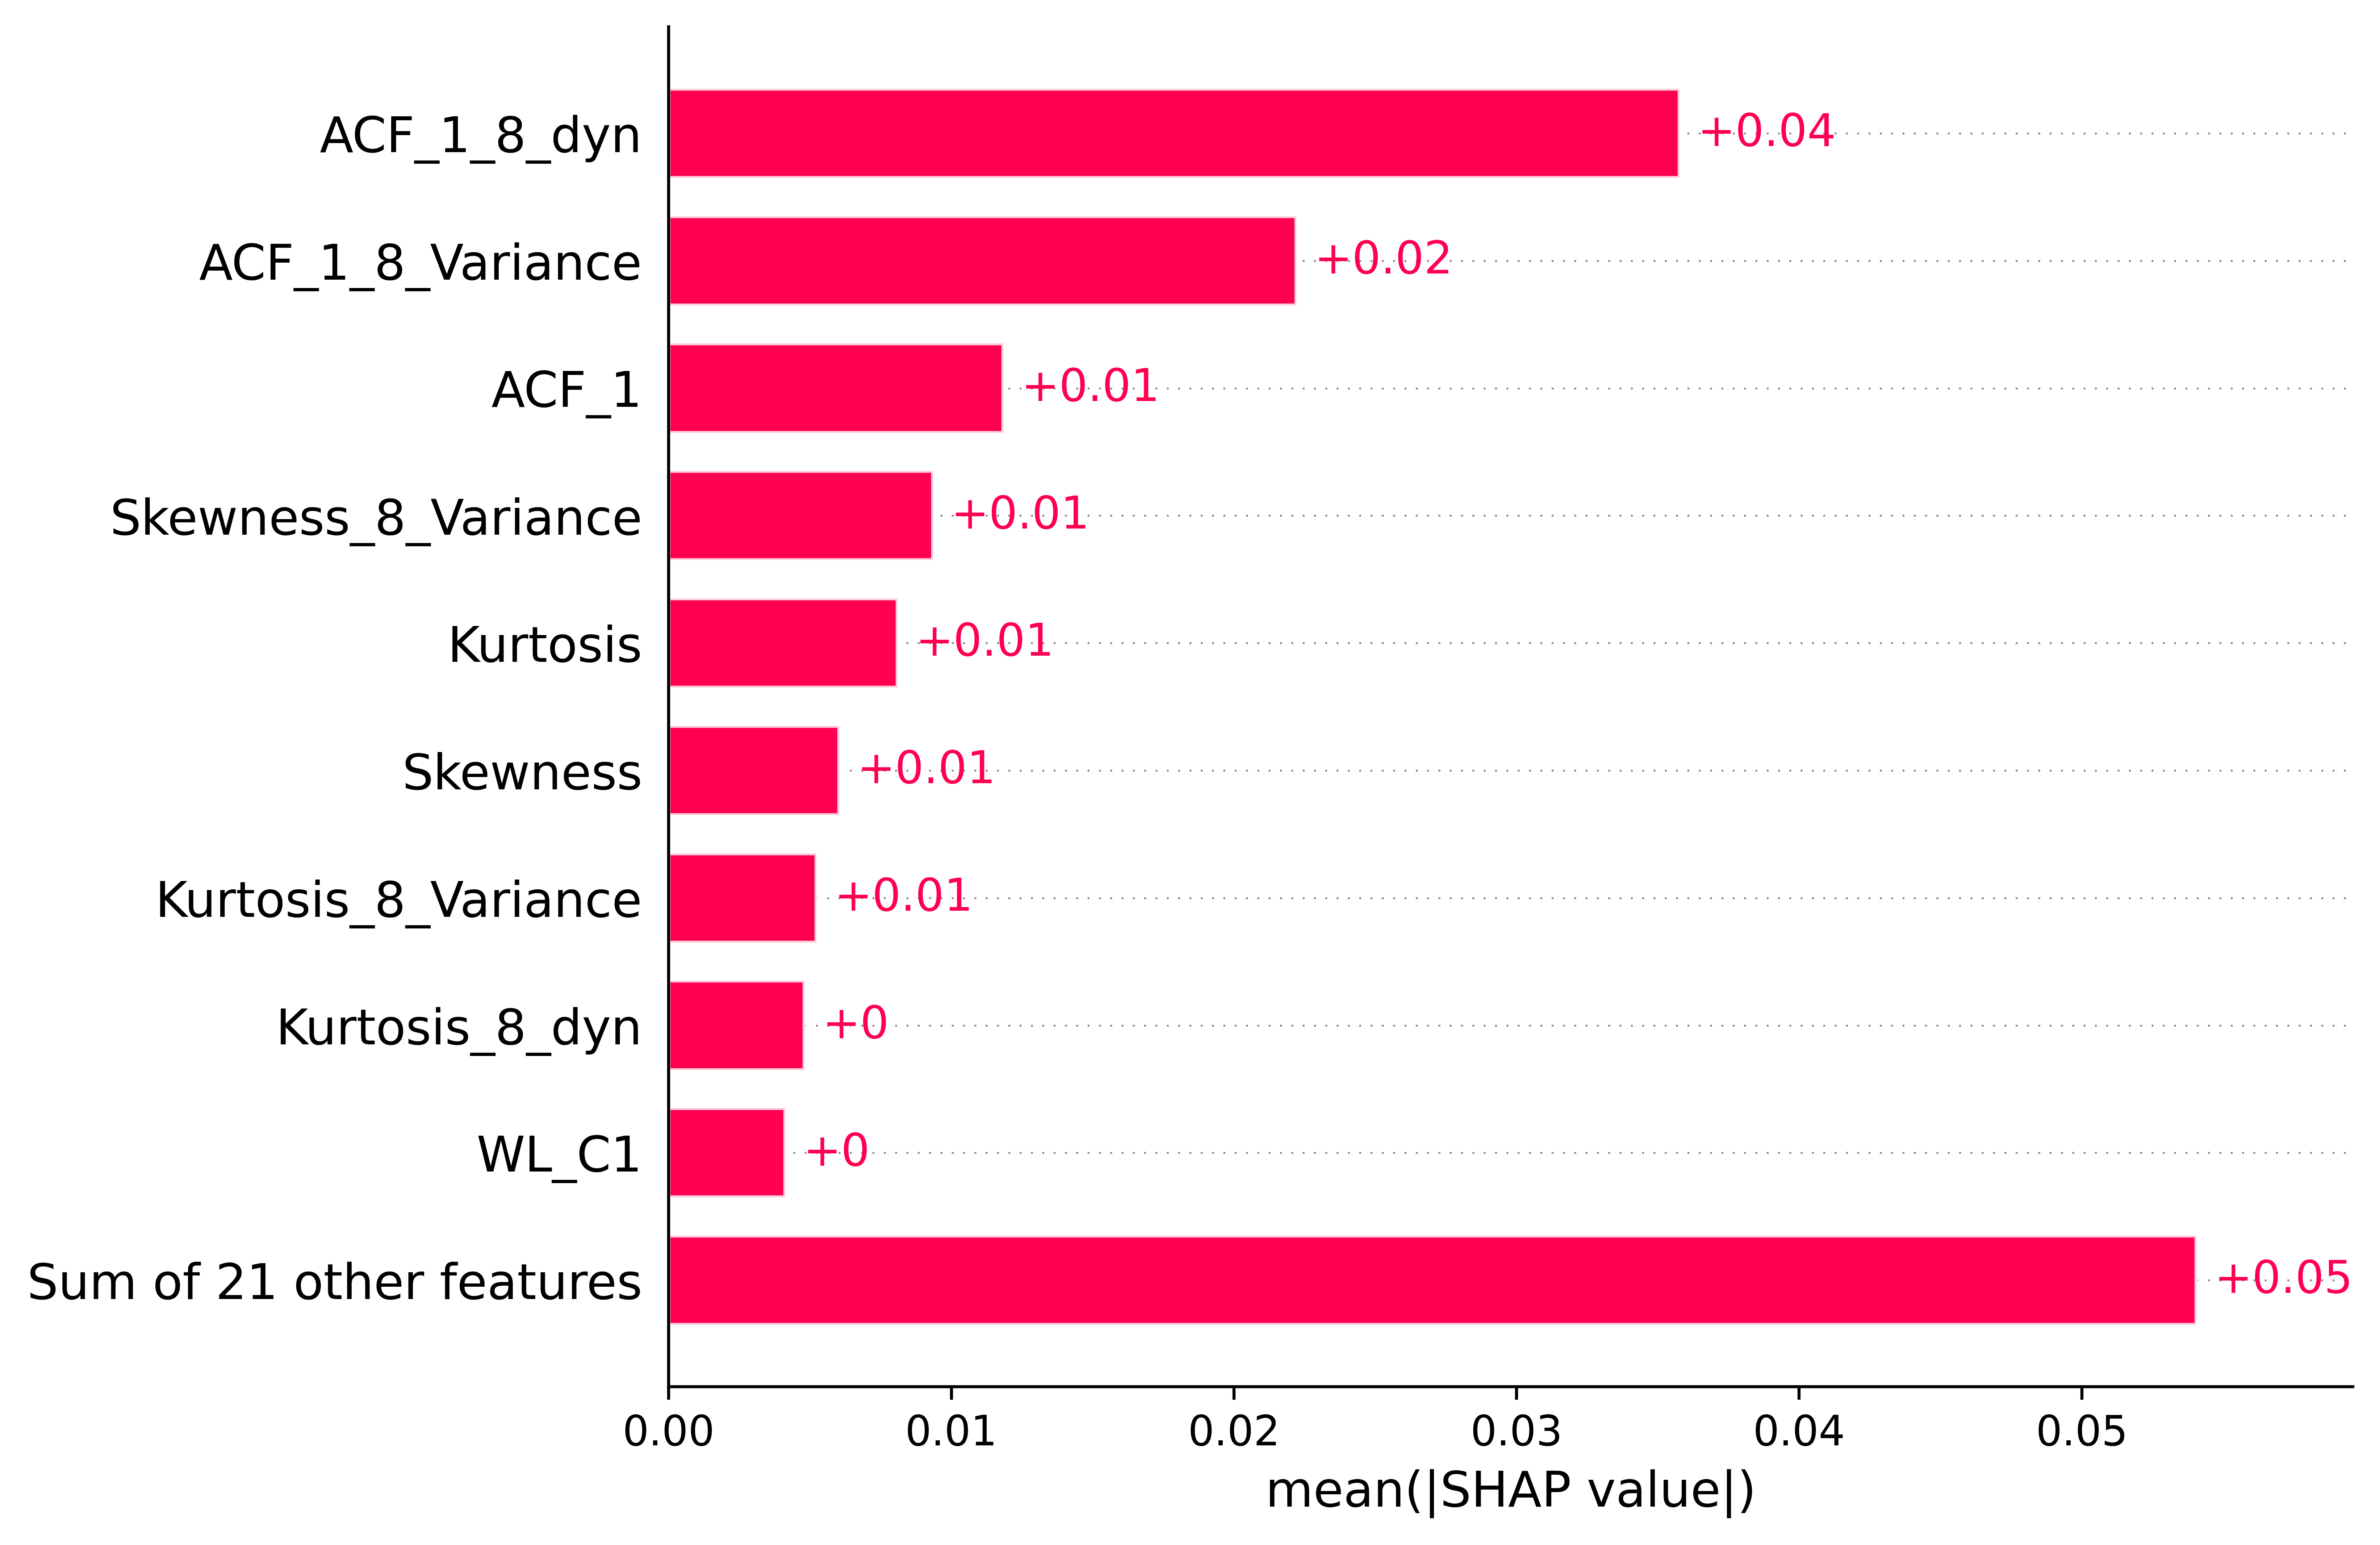 ACF_1_8_dyn +0.04
ACF_1_8_Variance +0.02
ACF_1 +0.01
Skewness_8_Variance +0.01
Kurtosis +0.01
Skewness +0.01
Kurtosis_8_Variance +0.01
Kurtosis_8_dyn +0
WL_C1 +0
Sum of 21 other features +0.05
0.00 0.01 0.02 0.03 0.04 0.05
mean(|SHAP value|)